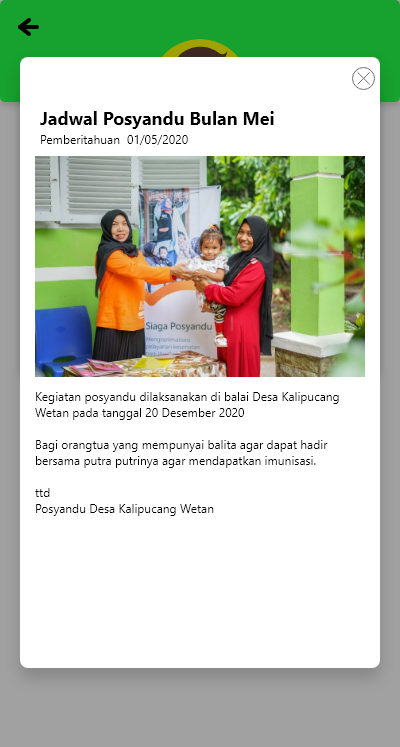 Jadwal Posyandu Bulan Mei
Pemberitahuan 01/05/2020
Siaga Posyandu
Kegiatan posyandu dilaksanakan di balai Desa Kalipucang
Wetan pada tanggal 20 Desember 2020
Bagi orangtua yang mempunyai balita agar dapat hadir
bersama putra putrinya agar mendapatkan imunisasi.
ttd
Posyandu Desa Kalipucang Wetan